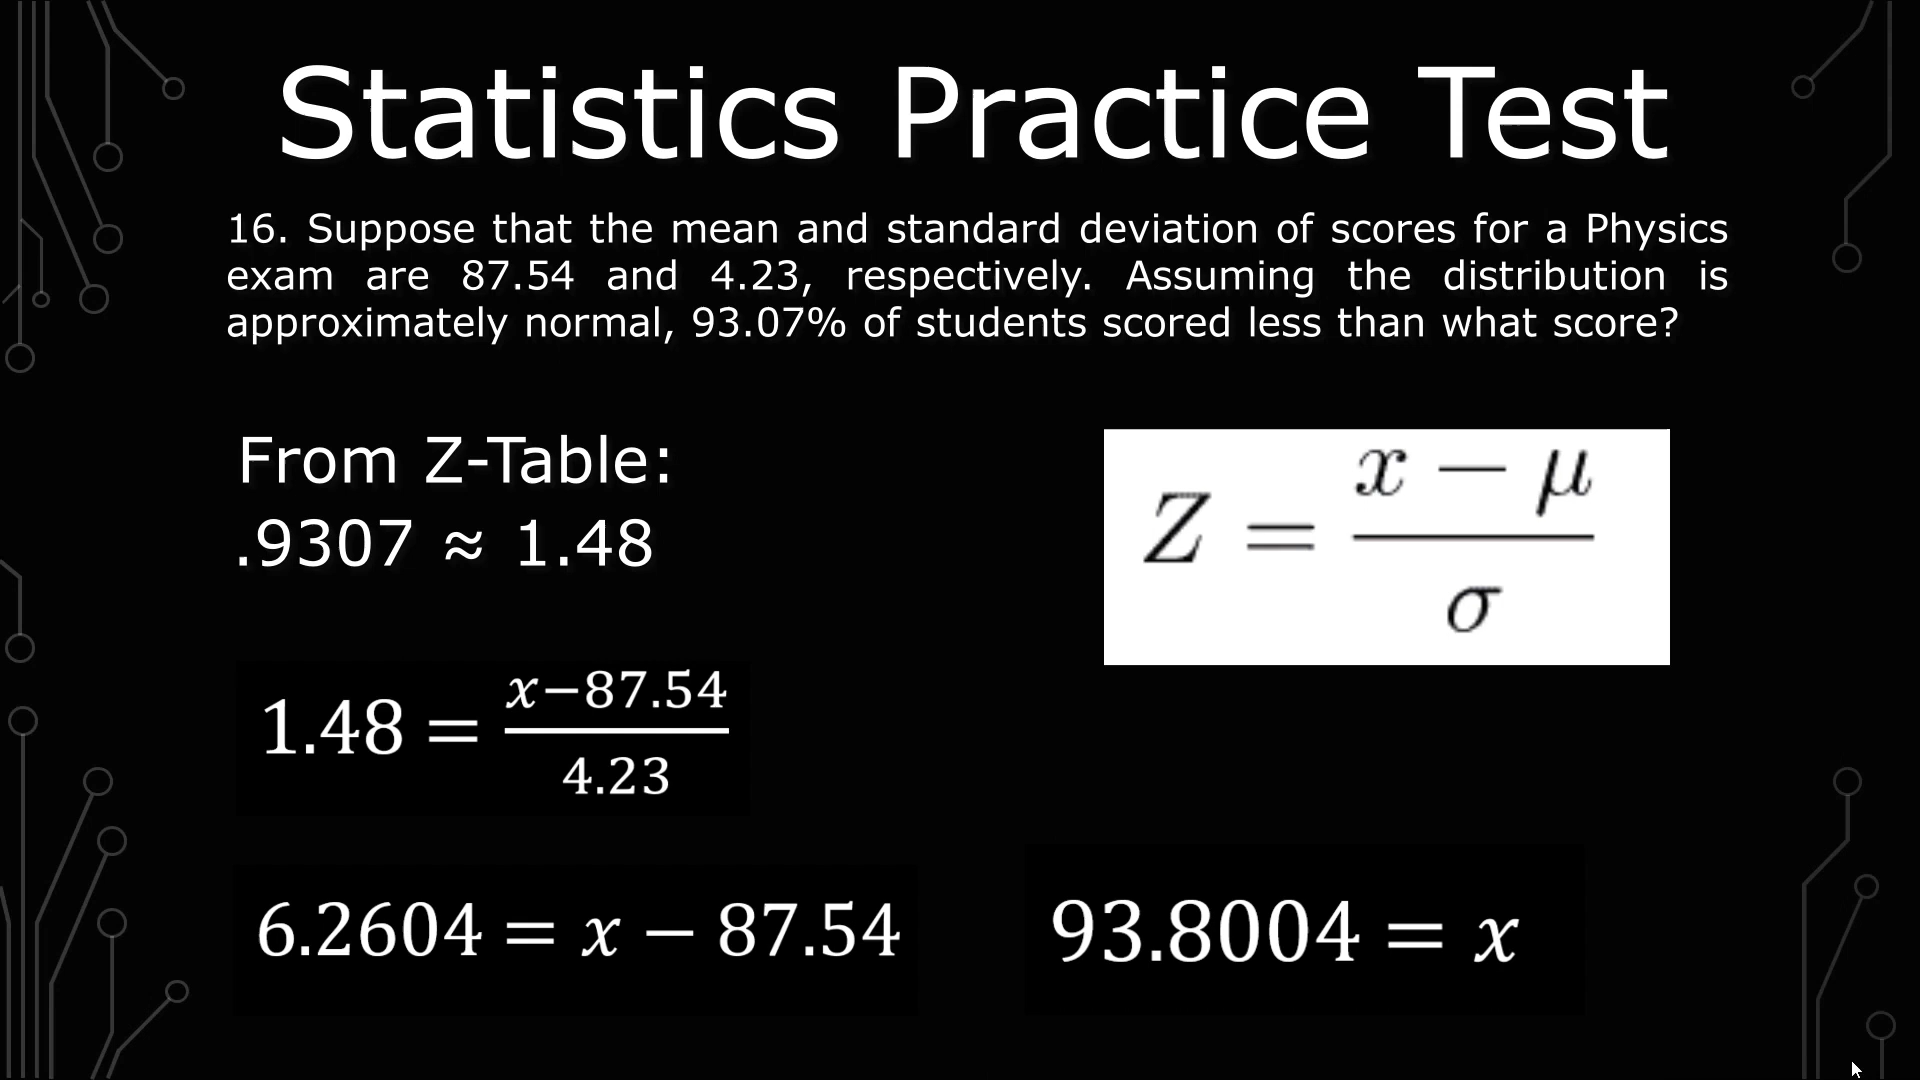 Statistics Practice Test
16. Suppose that the mean and standard deviation of scores for a Physics
exam are 87.54 and 4.23, respectively. Assuming the distribution is
approximately normal, 93.07% of students scored less than what score?
From Z-Table:
.9307 ≈ 1.48
Z = (x − μ) / σ
1.48 = (x−87.54) / 4.23
6.2604 = x − 87.54
93.8004 = x